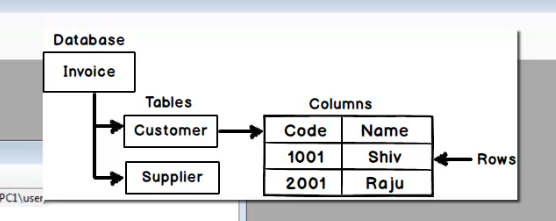 Database
Invoice
Tables
Columns
Customer
Code Name
1001 Shiv
Rows
Supplier
2001 Raju
PC1\user